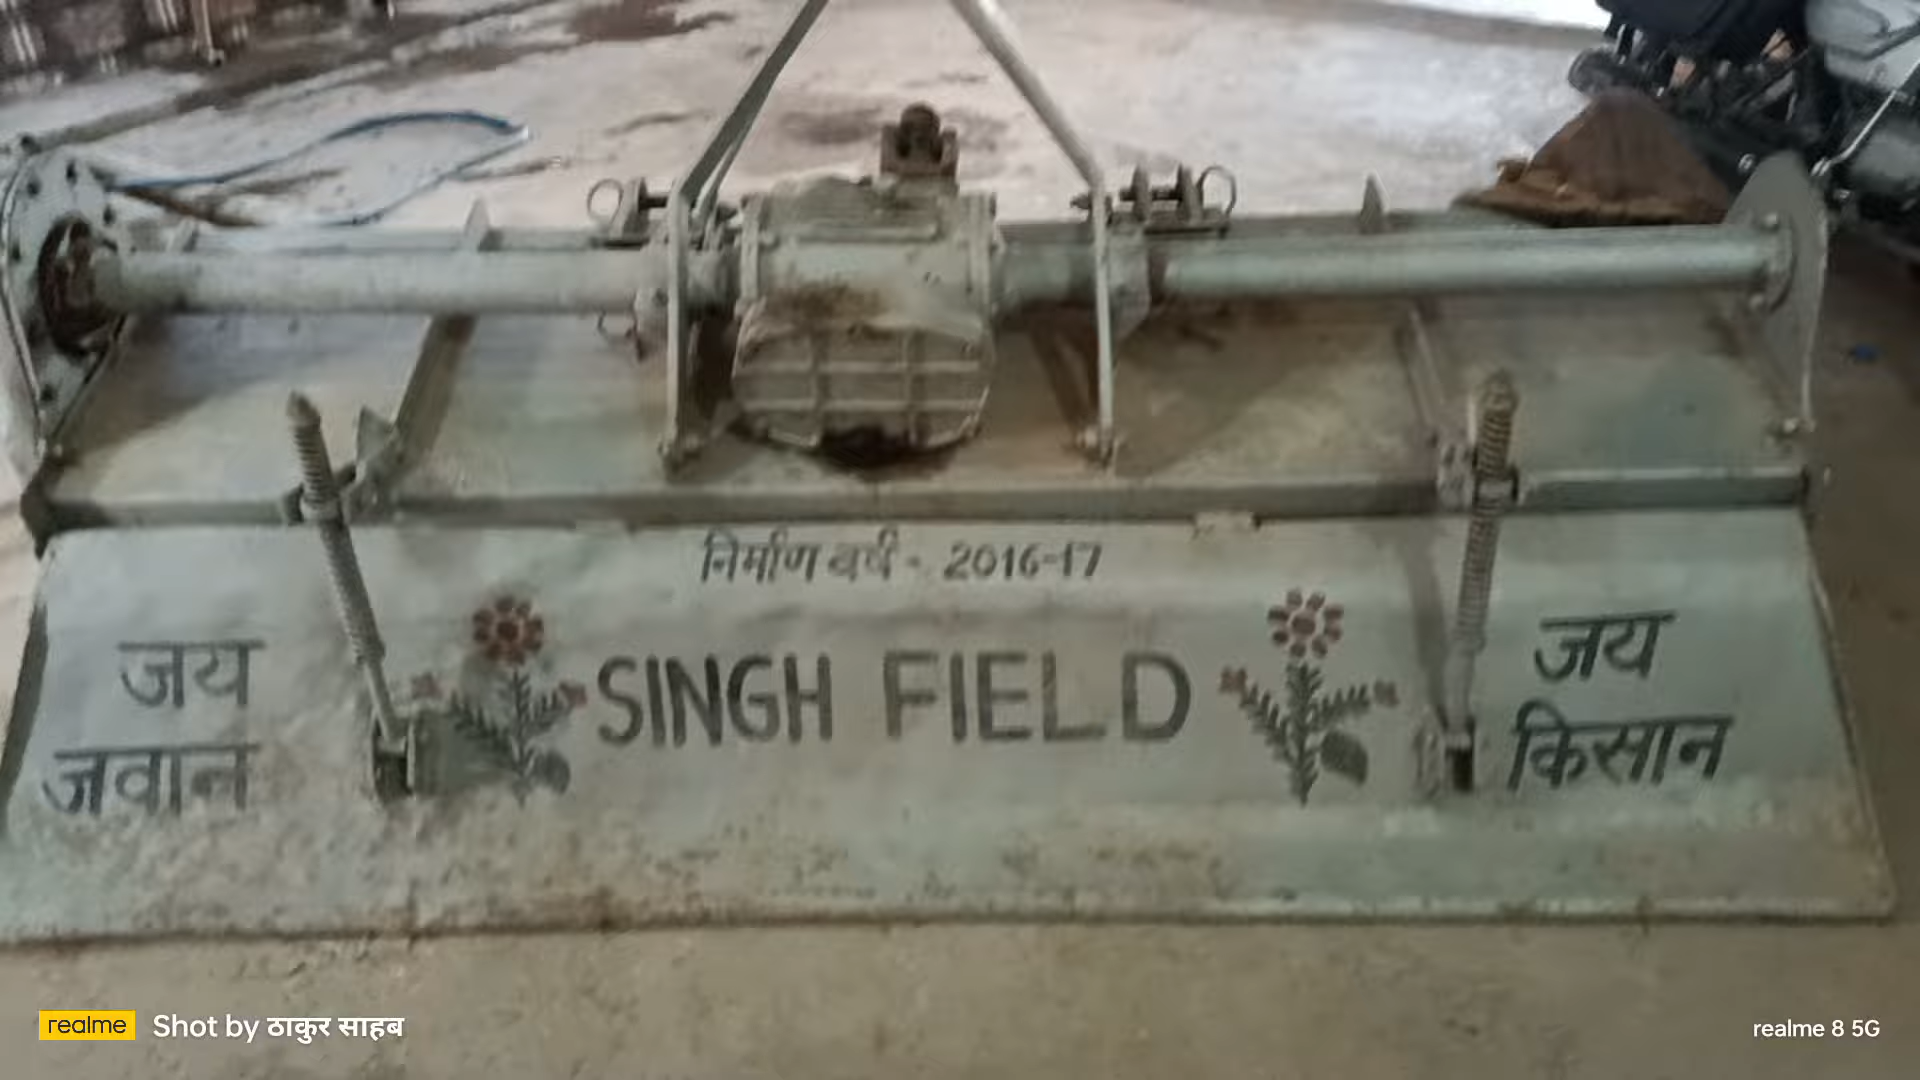 निर्माण वर्ष - 2016-17
जय
जवान
SINGH FIELD
जय
किसान
realme Shot by ठाकुर साहब
realme 8 5G